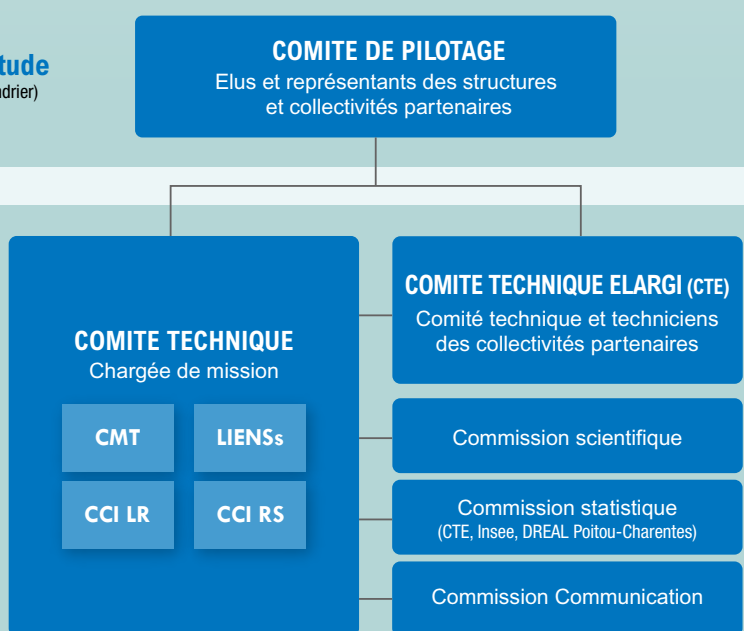 COMITE DE PILOTAGE
Elus et représentants des structures
et collectivités partenaires
COMITE TECHNIQUE
Chargée de mission
CMT
LIENSs
CCI LR
CCI RS
COMITE TECHNIQUE ELARGI (CTE)
Comité technique et techniciens
des collectivités partenaires
Commission scientifique
Commission statistique
(CTE, Insee, DREAL Poitou-Charentes)
Commission Communication